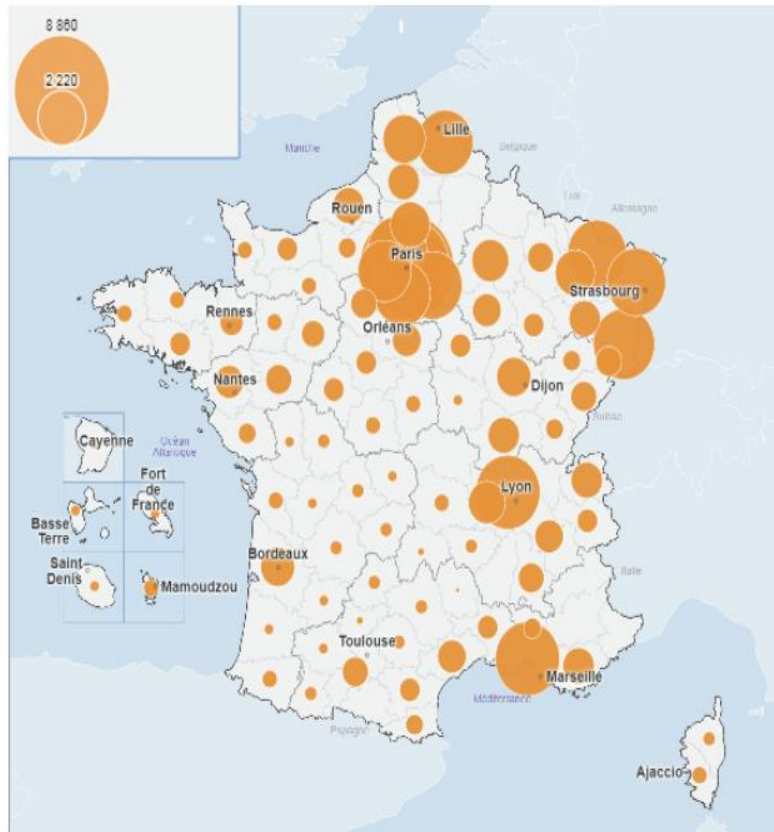 8 860
2 220
Lille
Manche
Belgique
Lux
Allemagne
Rouen
Paris
Strasbourg
Rennes
Orléans
Nantes
Dijon
Suisse
Cayenne
Océan
Atlantique
Fort
de
France
Basse
Terre
Lyon
Saint
Denis
Mamoudzou
Bordeaux
Italie
Toulouse
Marseille
Méditerranée
Espagne
Ajaccio